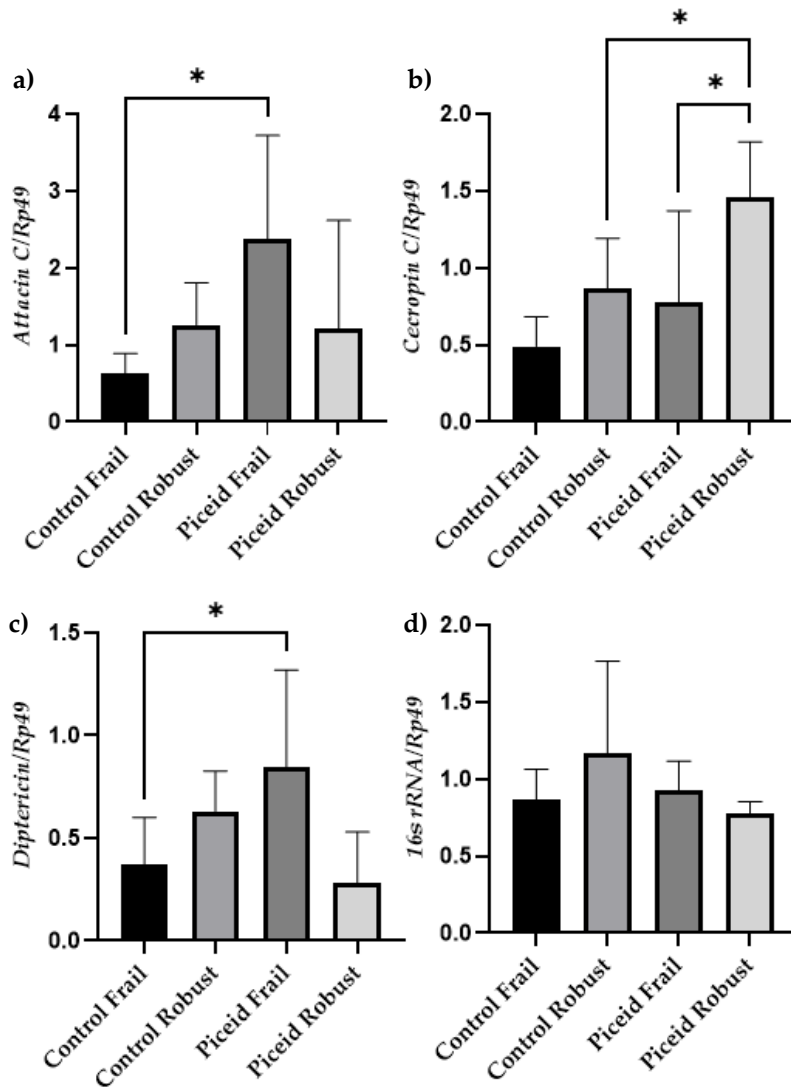 a)
*
Attacin C/Rp49
4
3
2
1
0
Control Frail
Control Robust
Piceid Frail
Piceid Robust
b)
*
*
Cecropin C/Rp49
2.0
1.5
1.0
0.5
0.0
Control Frail
Control Robust
Piceid Frail
Piceid Robust
c)
*
Diptericin/Rp49
1.5
1.0
0.5
0.0
Control Frail
Control Robust
Piceid Frail
Piceid Robust
d)
16s rRNA/Rp49
2.0
1.5
1.0
0.5
0.0
Control Frail
Control Robust
Piceid Frail
Piceid Robust